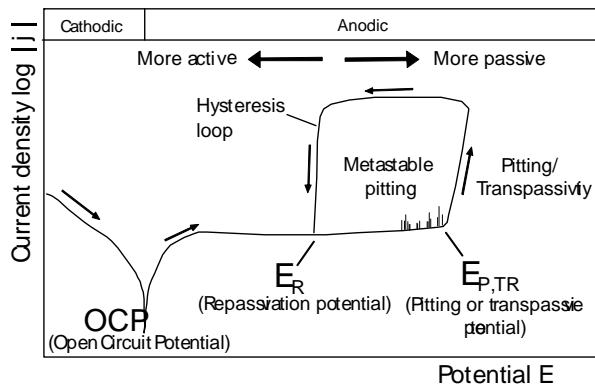 Cathodic
Anodic
More active
More passive
Hysteresis
loop
Metastable
pitting
Pitting/
Transpassivity
Current density log |j|
E_R
(Repassivation potential)
E_P,TR
(Pitting or transpassive
potential)
OCP
(Open Circuit Potential)
Potential E